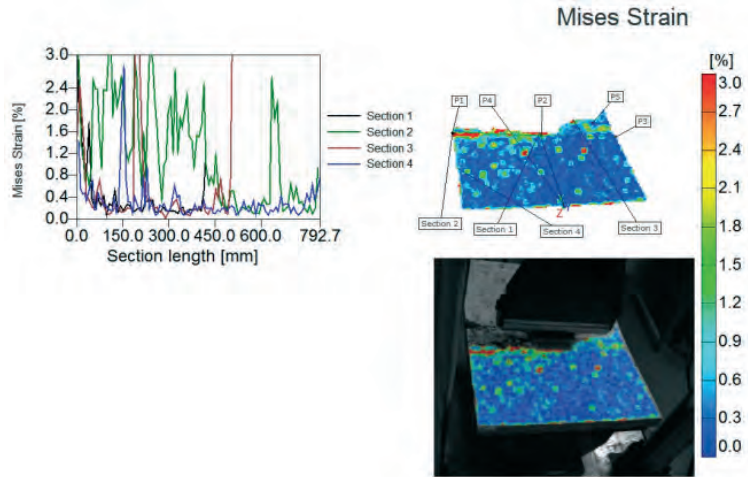 Mises Strain
3.0
2.4
2.0
1.6
1.2
0.8
0.4
0.0
Mises Strain [%]
0.0 150.0 300.0 450.0 600.0 792.7
Section length [mm]
Section 1
Section 2
Section 3
Section 4
P1
P4
P2
P5
P3
Z
Section 2
Section 1
Section 4
Section 3
[%]
3.0
2.7
2.4
2.1
1.8
1.5
1.2
0.9
0.6
0.3
0.0